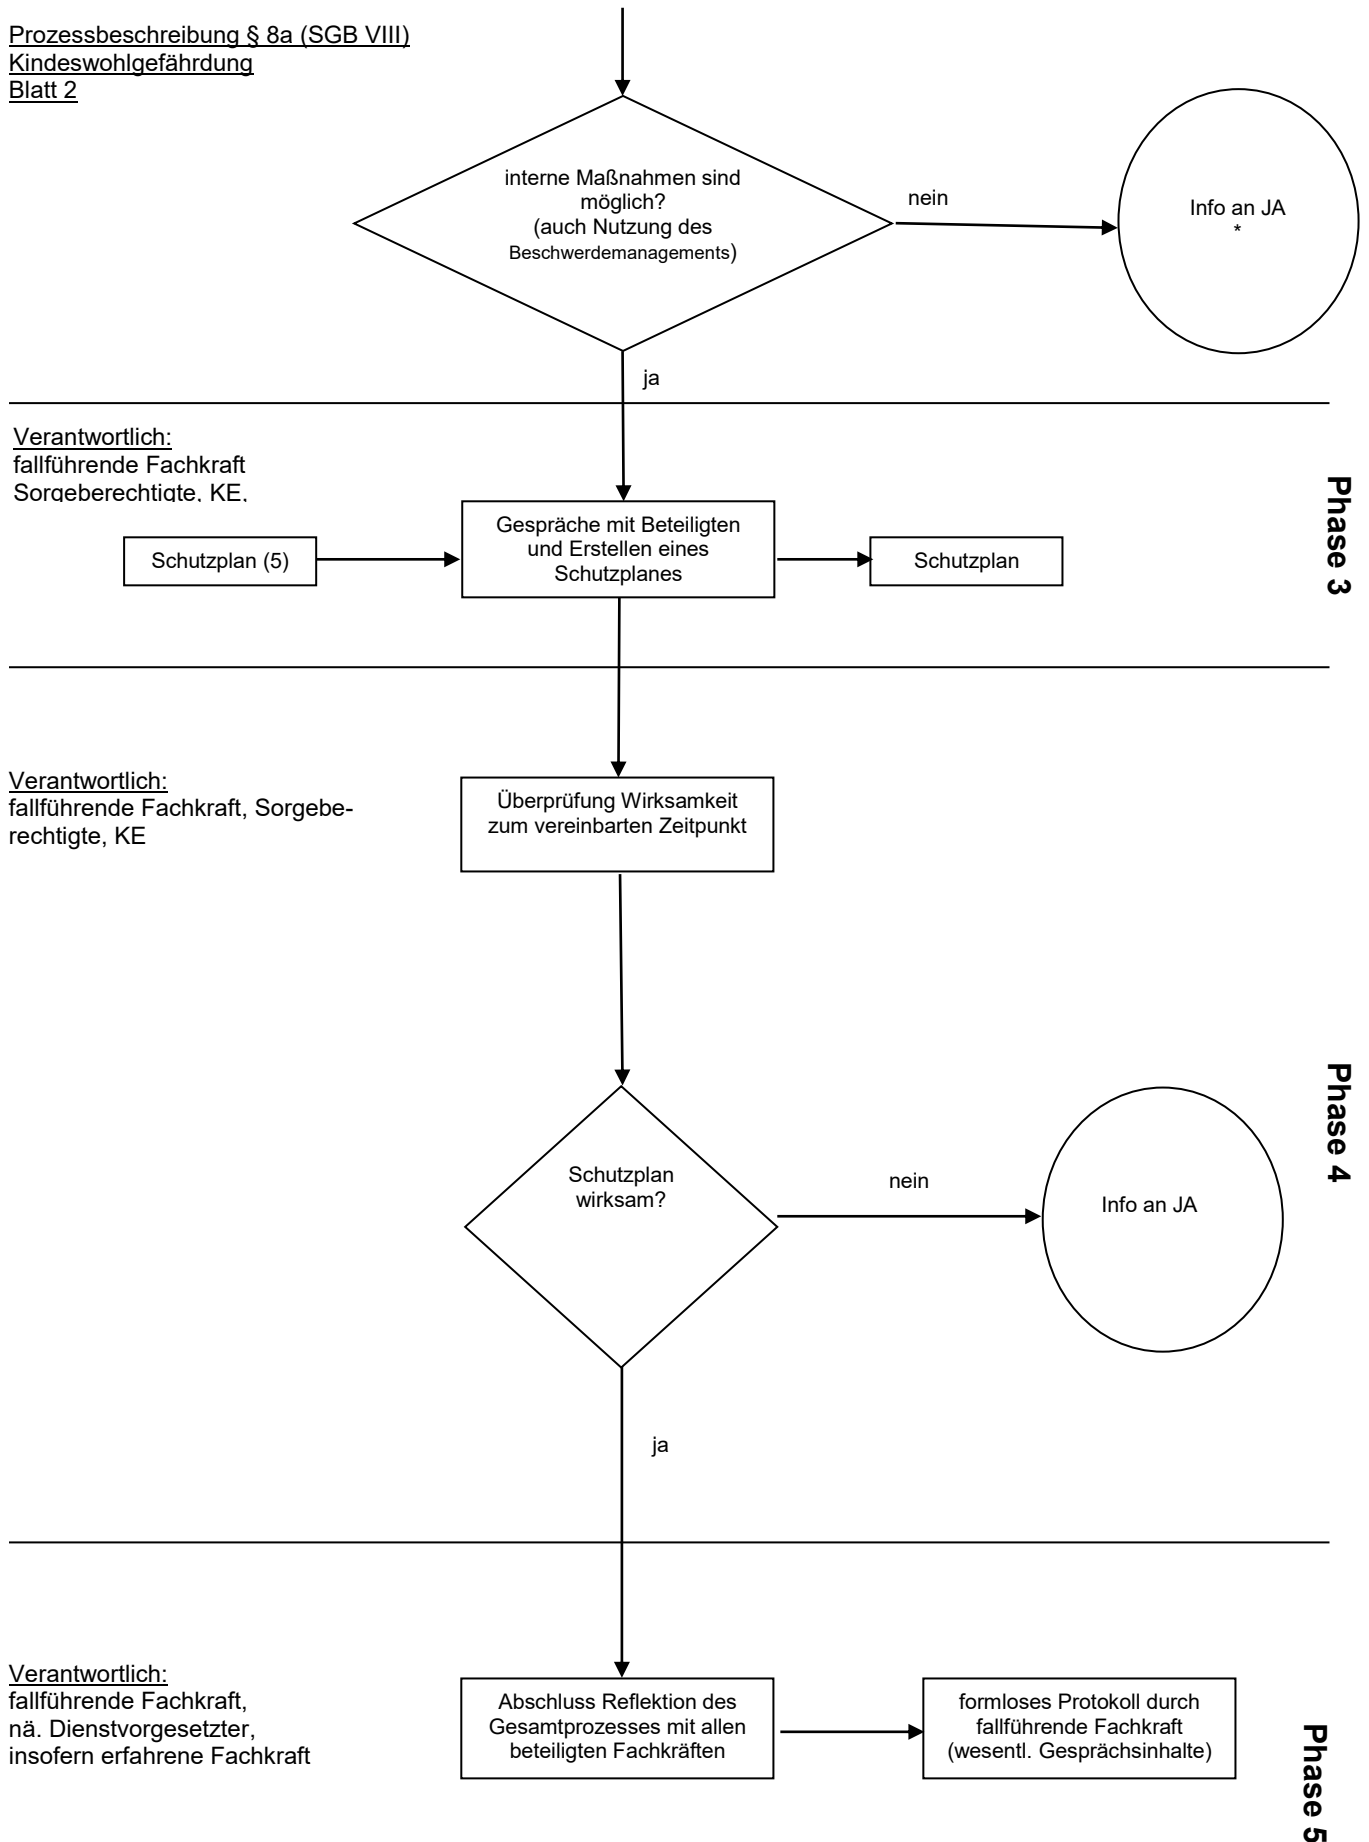 Prozessbeschreibung § 8a (SGB VIII)
Kindeswohlgefährdung
Blatt 2
interne Maßnahmen sind
möglich?
(auch Nutzung des
Beschwerdemanagements)
nein
Info an JA
*
ja
Verantwortlich:
fallführende Fachkraft
Sorgeberechtigte, KE,
Phase 3
Schutzplan (5)
Gespräche mit Beteiligten
und Erstellen eines
Schutzplanes
Schutzplan
Verantwortlich:
fallführende Fachkraft, Sorgebe-
rechtigte, KE
Überprüfung Wirksamkeit
zum vereinbarten Zeitpunkt
Phase 4
Schutzplan
wirksam?
nein
Info an JA
ja
Verantwortlich:
fallführende Fachkraft,
nä. Dienstvorgesetzter,
insofern erfahrene Fachkraft
Abschluss Reflektion des
Gesamtprozesses mit allen
beteiligten Fachkräften
formloses Protokoll durch
fallführende Fachkraft
(wesentl. Gesprächsinhalte)
Phase 5